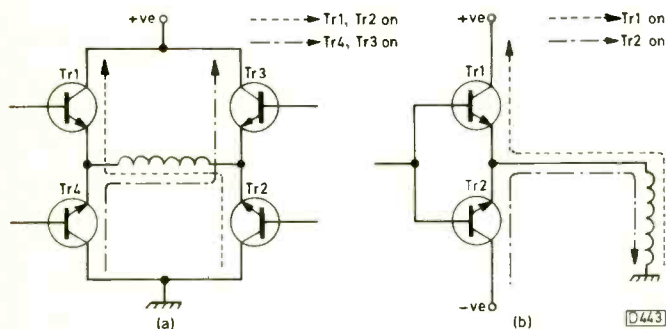 +ve
Tr1, Tr2 on
Tr4, Tr3 on
Tr1
Tr3
Tr4
Tr2
(a)
+ve
Tr1 on
Tr2 on
Tr1
Tr2
-ve
(b)
D443